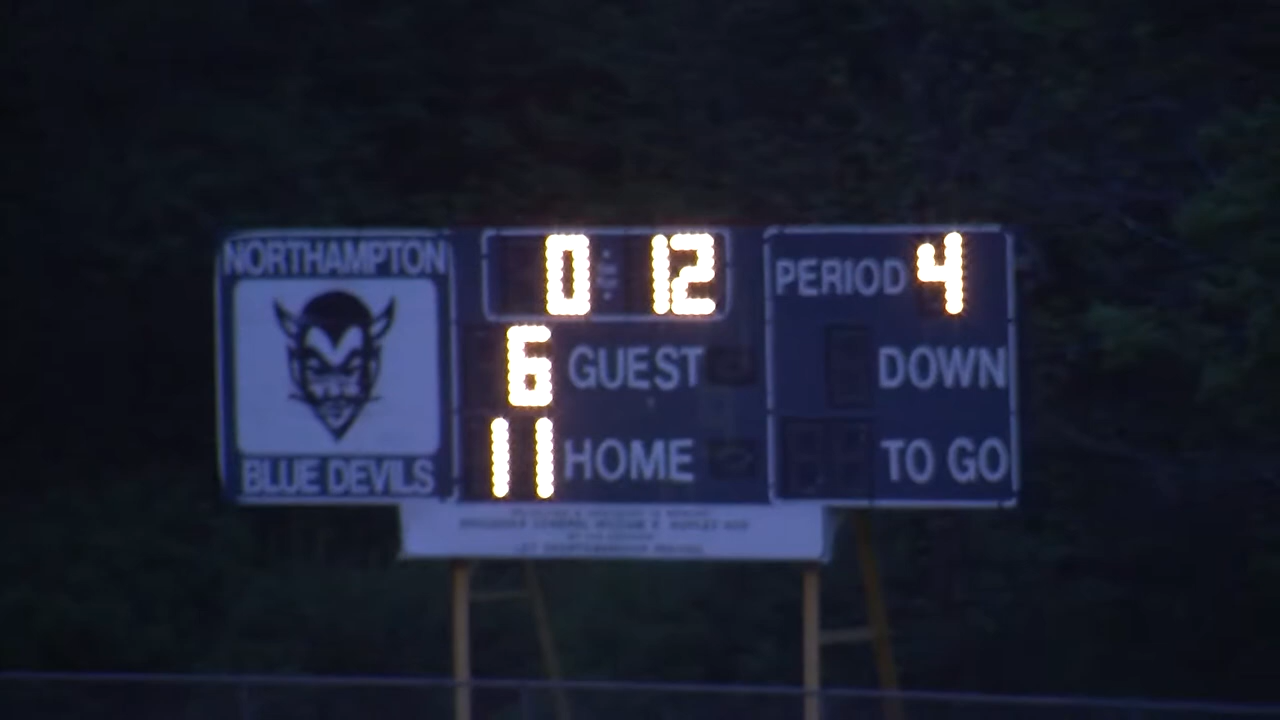 NORTHAMPTON
BLUE DEVILS
0:12
PERIOD 4
6 GUEST
DOWN
11 HOME
TO GO